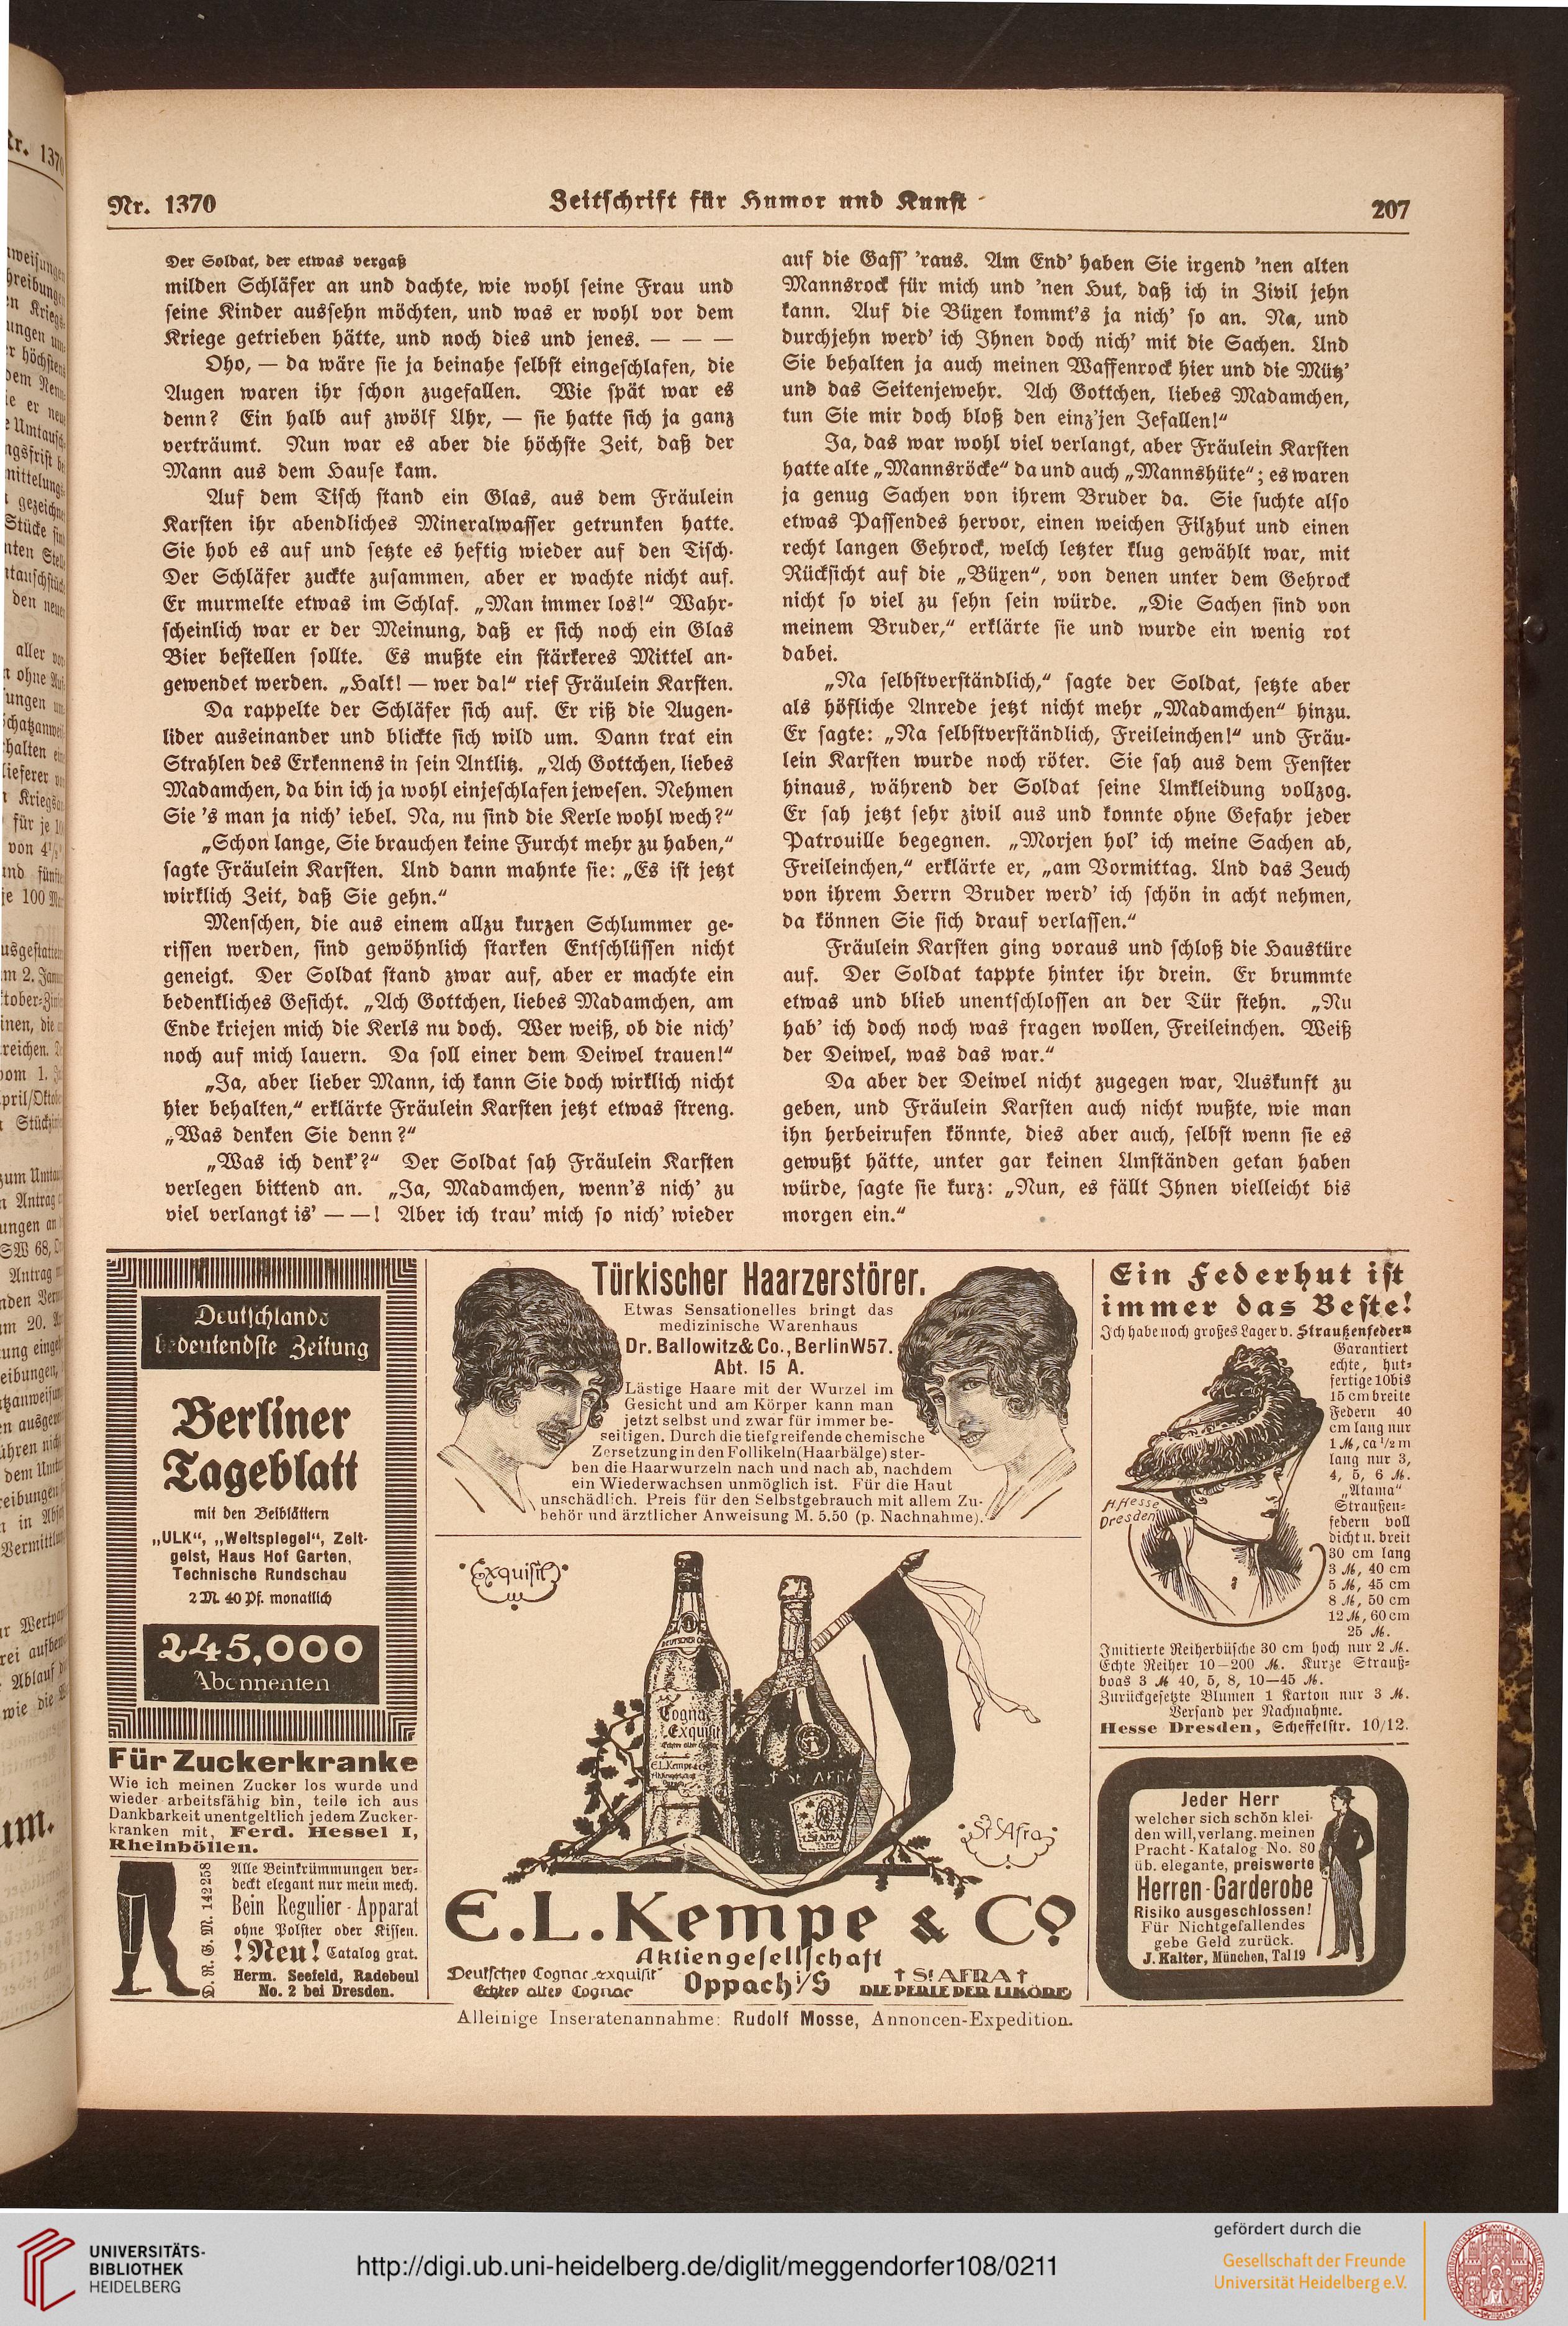 Nr. 1370
Zeitschrift für Humor und Kunst
207
Der Soldat, der etwas vergaß
milden Schläfer an und dachte, wie wohl seine Frau und
seine Kinder aussehn möchten, und was er wohl vor dem
Kriege getrieben hätte, und noch dies und jenes. — — —
Oho, — da wäre sie ja beinahe selbst eingeschlafen, die
Augen waren ihr schon zugefallen. Wie spät war es
denn? Ein halb auf zwölf Uhr, — sie hatte sich ja ganz
verträumt. Nun war es aber die höchste Zeit, daß der
Mann aus dem Hause kam.
Auf dem Tisch stand ein Glas, aus dem Fräulein
Karsten ihr abendliches Mineralwasser getrunken hatte.
Sie hob es auf und setzte es heftig wieder auf den Tisch.
Der Schläfer zuckte zusammen, aber er wachte nicht auf.
Er murmelte etwas im Schlaf. „Man immer los!“ Wahr-
scheinlich war er der Meinung, daß er sich noch ein Glas
Bier bestellen sollte. Es mußte ein stärkeres Mittel an-
gewendet werden. „Halt! — wer da!“ rief Fräulein Karsten.
Da rappelte der Schläfer sich auf. Er riß die Augen-
lider auseinander und blickte sich wild um. Dann trat ein
Strahlen des Erkennens in sein Antlitz. „Ach Gottchen, liebes
Madamchen, da bin ich ja wohl einjeschlafen jewesen. Nehmen
Sie 's man ja nich' iebel. Na, nu sind die Kerle wohl wech?“
„Schon lange, Sie brauchen keine Furcht mehr zu haben,“
sagte Fräulein Karsten. Und dann mahnte sie: „Es ist jetzt
wirklich Zeit, daß Sie gehn.“
Menschen, die aus einem allzu kurzen Schlummer ge-
rissen werden, sind gewöhnlich starken Entschlüssen nicht
geneigt. Der Soldat stand zwar auf, aber er machte ein
bedenkliches Gesicht. „Ach Gottchen, liebes Madamchen, am
Ende kriejen mich die Kerls nu doch. Wer weiß, ob die nich'
noch auf mich lauern. Da soll einer dem Deiwel trauen!“
„Ja, aber lieber Mann, ich kann Sie doch wirklich nicht
hier behalten,“ erklärte Fräulein Karsten jetzt etwas streng.
„Was denken Sie denn?“
„Was ich denk'?“ Der Soldat sah Fräulein Karsten
verlegen bittend an. „Ja, Madamchen, wenn's nich' zu
viel verlangt is' — —! Aber ich trau' mich so nich' wieder
auf die Gass' 'raus. Am End' haben Sie irgend 'nen alten
Mannsrock für mich und 'nen Hut, daß ich in Zivil jehn
kann. Auf die Büxen kommt's ja nich' so an. Na, und
durchjehn werd' ich Ihnen doch nich' mit die Sachen. Und
Sie behalten ja auch meinen Waffenrock hier und die Mütz'
und das Seitenjewehr. Ach Gottchen, liebes Madamchen,
tun Sie mir doch bloß den einz'jen Jefallen!“
Ja, das war wohl viel verlangt, aber Fräulein Karsten
hatte alte „Mannsröcke“ da und auch „Mannshüte“; es waren
ja genug Sachen von ihrem Bruder da. Sie suchte also
etwas Passendes hervor, einen weichen Filzhut und einen
recht langen Gehrock, welch letzter klug gewählt war, mit
Rücksicht auf die „Büxen“, von denen unter dem Gehrock
nicht so viel zu sehn sein würde. „Die Sachen sind von
meinem Bruder,“ erklärte sie und wurde ein wenig rot
dabei.
„Na selbstverständlich,“ sagte der Soldat, setzte aber
als höfliche Anrede jetzt nicht mehr „Madamchen“ hinzu.
Er sagte: „Na selbstverständlich, Freileinchen!“ und Fräu-
lein Karsten wurde noch röter. Sie sah aus dem Fenster
hinaus, während der Soldat seine Umkleidung vollzog.
Er sah jetzt sehr zivil aus und konnte ohne Gefahr jeder
Patrouille begegnen. „Morjen hol' ich meine Sachen ab,
Freileinchen,“ erklärte er, „am Vormittag. Und das Zeuch
von ihrem Herrn Bruder werd' ich schön in acht nehmen,
da können Sie sich drauf verlassen.“
Fräulein Karsten ging voraus und schloß die Haustüre
auf. Der Soldat tappte hinter ihr drein. Er brummte
etwas und blieb unentschlossen an der Tür stehn. „Nu
hab' ich doch noch was fragen wollen, Freileinchen. Weiß
der Deiwel, was das war.“
Da aber der Deiwel nicht zugegen war, Auskunft zu
geben, und Fräulein Karsten auch nicht wußte, wie man
ihn herbeirufen könnte, dies aber auch, selbst wenn sie es
gewußt hätte, unter gar keinen Umständen getan haben
würde, sagte sie kurz: „Nun, es fällt Ihnen vielleicht bis
morgen ein.“
Deutschlands
bedeutendste Zeitung
Berliner
Tageblatt
mit den Beiblättern
„ULK“, „Weltspiegel“, Zeit-
geist, Haus Hof Garten,
Technische Rundschau
2 M. 40 Pf. monatlich
245,000
Abonnenten
Für Zuckerkranke
Wie ich meinen Zucker los wurde und
wieder arbeitsfähig bin, teile ich aus
Dankbarkeit unentgeltlich jedem Zucker-
kranken mit, Ferd. Hessel I,
Rheinböllen.
D. R. G. M. 142258
Alle Beinkrümmungen ver-
deckt elegant nur mein mech.
Bein Regulier-Apparat
ohne Polster oder Kissen.
! Neu! Catalog grat.
Herm. Seefeld, Radebeul
No. 2 bei Dresden.
Türkischer Haarzerstörer.
Etwas Sensationelles bringt das
medizinische Warenhaus
Dr. Ballowitz & Co., Berlin W57.
Abt. 15 A.
Lästige Haare mit der Wurzel im
Gesicht und am Körper kann man
jetzt selbst und zwar für immer be-
seitigen. Durch die tiefgreifende chemische
Zersetzung in den Follikeln (Haarbälge) ster-
ben die Haarwurzeln nach und nach ab, nachdem
ein Wiederwachsen unmöglich ist. Für die Haut
unschädlich. Preis für den Selbstgebrauch mit allem Zu-
behör und ärztlicher Anweisung M. 5.50 (p. Nachnahme).
Exquisit
Cognac
Exquisit
E.L. Kempe & Co
† St. AFRA
St. Afra
E. L. Kempe & Co
Aktiengesellschaft
Deutscher Cognac „Exquisit“
Echter alter Cognac
Oppach i/S
† St. AFRA †
DIE PERLE DER LIKÖRE
Ein Federhut ist
immer das Beste!
Ich habe noch großes Lager v. Straußenfedern
Garantiert
echte, hut-
fertige 10 bis
15 cm breite
Federn 40
cm lang nur
1 M, ca ½ m
lang nur 3,
4, 5, 6 M.
„Atama“
Straußen-
federn voll
dicht u. breit
30 cm lang
3 M, 40 cm
5 M, 45 cm
8 M, 50 cm
12 M, 60 cm
25 M.
H. Hesse
Dresden
Imitierte Reiherbüsche 30 cm hoch nur 2 M.
Echte Reiher 10—200 M. Kurze Strauß-
boas 3 M 40, 5, 8, 10—45 M.
Zurückgesetzte Blumen 1 Karton nur 3 M.
Versand per Nachnahme.
Hesse Dresden, Scheffelstr. 10/12.
Jeder Herr
welcher sich schön klei-
den will, verlang. meinen
Pracht-Katalog No. 80
üb. elegante, preiswerte
Herren-Garderobe
Risiko ausgeschlossen!
Für Nichtgefallendes
gebe Geld zurück.
J. Kalter, München, Tal 19
Alleinige Inseratenannahme: Rudolf Mosse, Annoncen-Expedition.
UNIVERSITÄTS-
BIBLIOTHEK
HEIDELBERG
http://digi.ub.uni-heidelberg.de/diglit/meggendorfer108/0211
gefördert durch die
Gesellschaft der Freunde
Universität Heidelberg e.V.